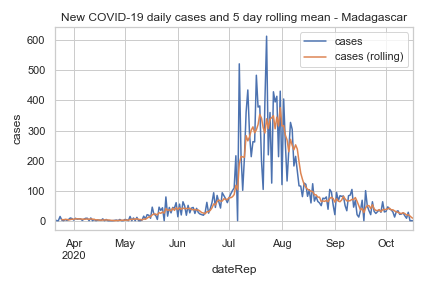 New COVID-19 daily cases and 5 day rolling mean - Madagascar
cases
cases (rolling)
600
500
400
300
200
100
0
cases
Apr
2020
May
Jun
Jul
Aug
Sep
Oct
dateRep